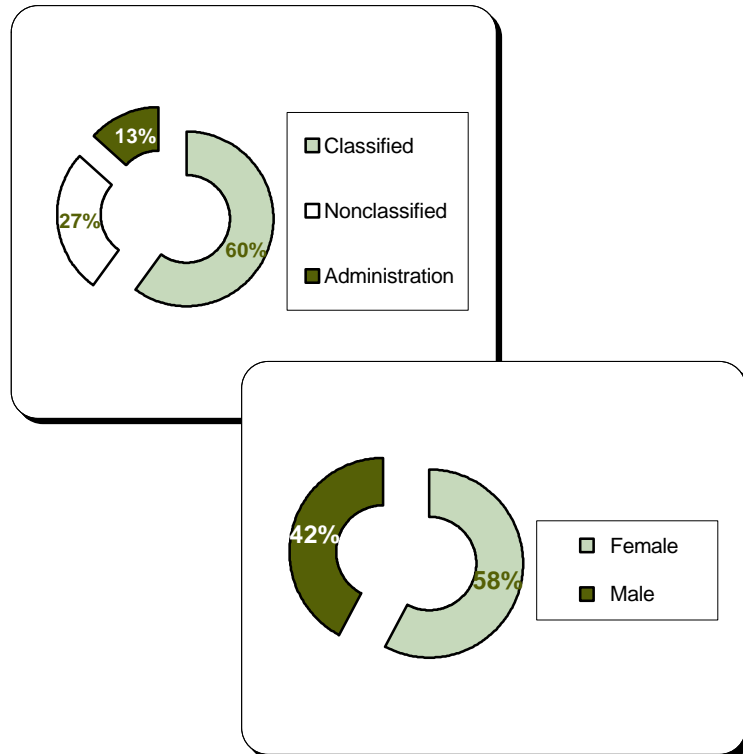 13%
Classified
27%
Nonclassified
60%
Administration
42%
Female
58%
Male